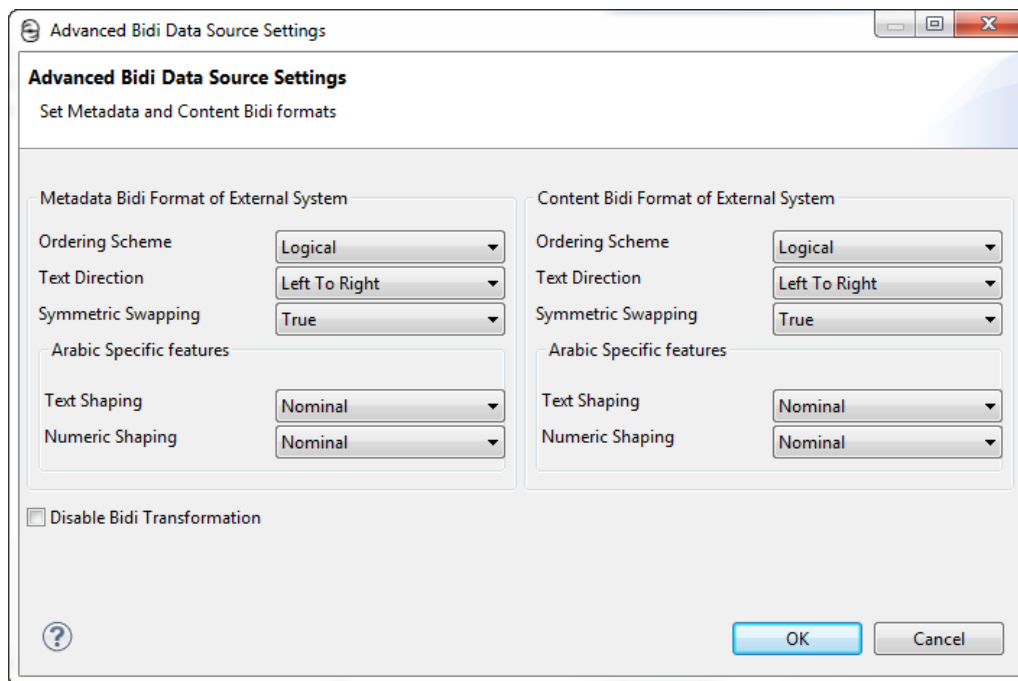 Advanced Bidi Data Source Settings
Advanced Bidi Data Source Settings
Set Metadata and Content Bidi formats
Metadata Bidi Format of External System
Ordering Scheme Logical
Text Direction Left To Right
Symmetric Swapping True
Arabic Specific features
Text Shaping Nominal
Numeric Shaping Nominal
Content Bidi Format of External System
Ordering Scheme Logical
Text Direction Left To Right
Symmetric Swapping True
Arabic Specific features
Text Shaping Nominal
Numeric Shaping Nominal
Disable Bidi Transformation
? OK Cancel